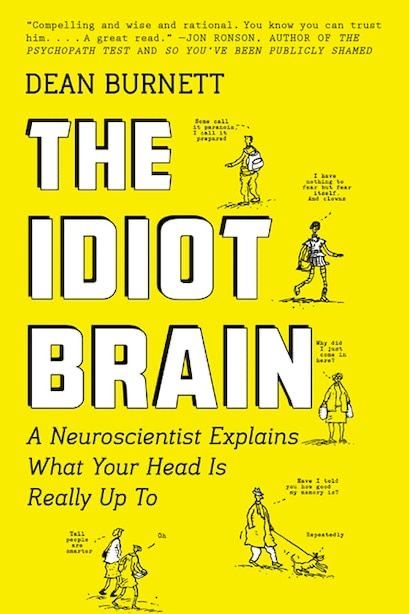 "Compelling and wise and rational. You know you can trust
him. . . . A great read." —JON RONSON, AUTHOR OF THE
PSYCHOPATH TEST AND SO YOU'VE BEEN PUBLICLY SHAMED
DEAN BURNETT
THE
Some call
it paranoia,
I call it
prepared
I have
nothing to
fear but fear
itself.
And clowns
IDIOT
BRAIN
Why did
I just
come in
here?
A Neuroscientist Explains
What Your Head Is
Really Up To
Have I told
you how good
my memory is?
Repeatedly
Tall
people
are
smarter
Oh